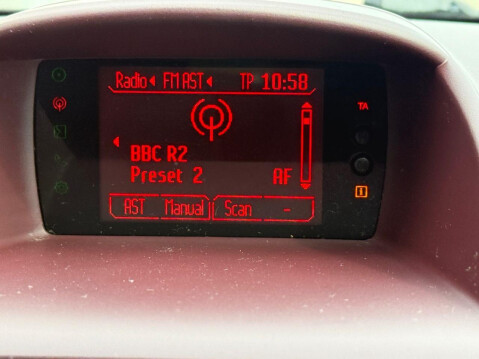 Radio FM AST TP 10:58
TA
BBC R2
Preset 2 AF
AST Manual Scan -